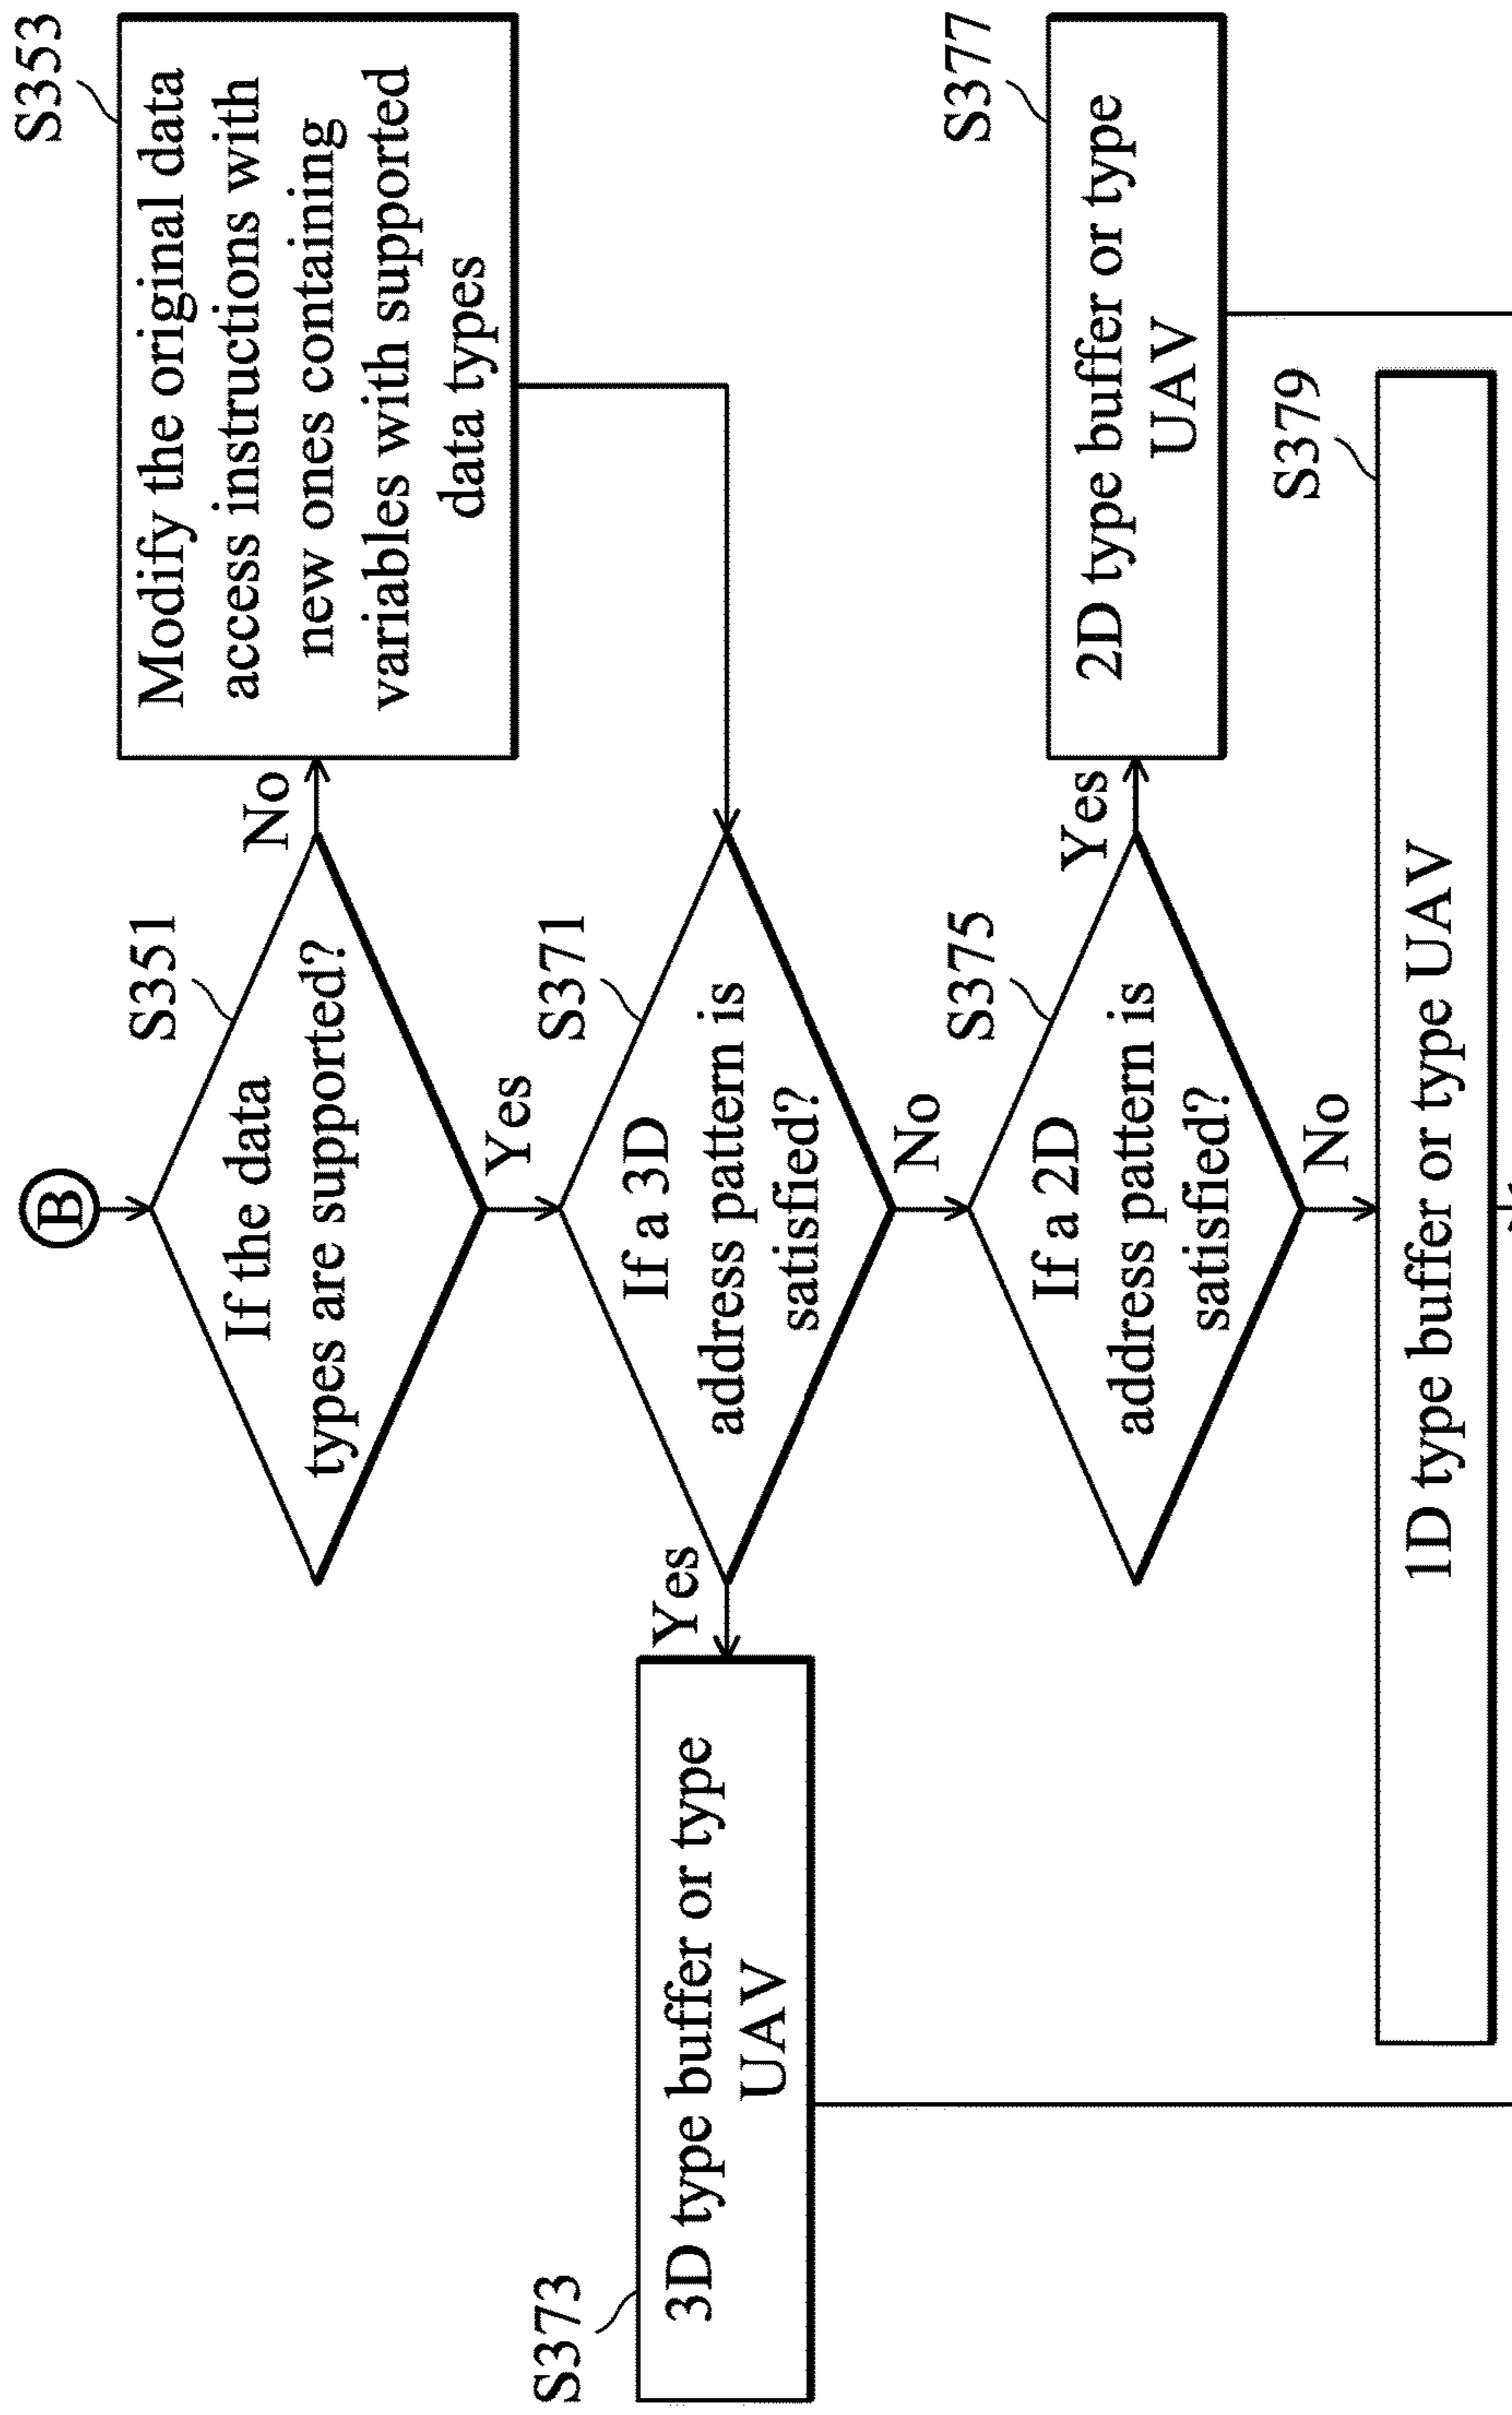 B
S351
If the data
types are supported?
No
S353
Modify the original data
access instructions with
new ones containing
variables with supported
data types
Yes
S371
If a 3D
address pattern is
satisfied?
Yes
S373
3D type buffer or type
UAV
No
S375
If a 2D
address pattern is
satisfied?
Yes
S377
2D type buffer or type
UAV
No
S379
1D type buffer or type UAV